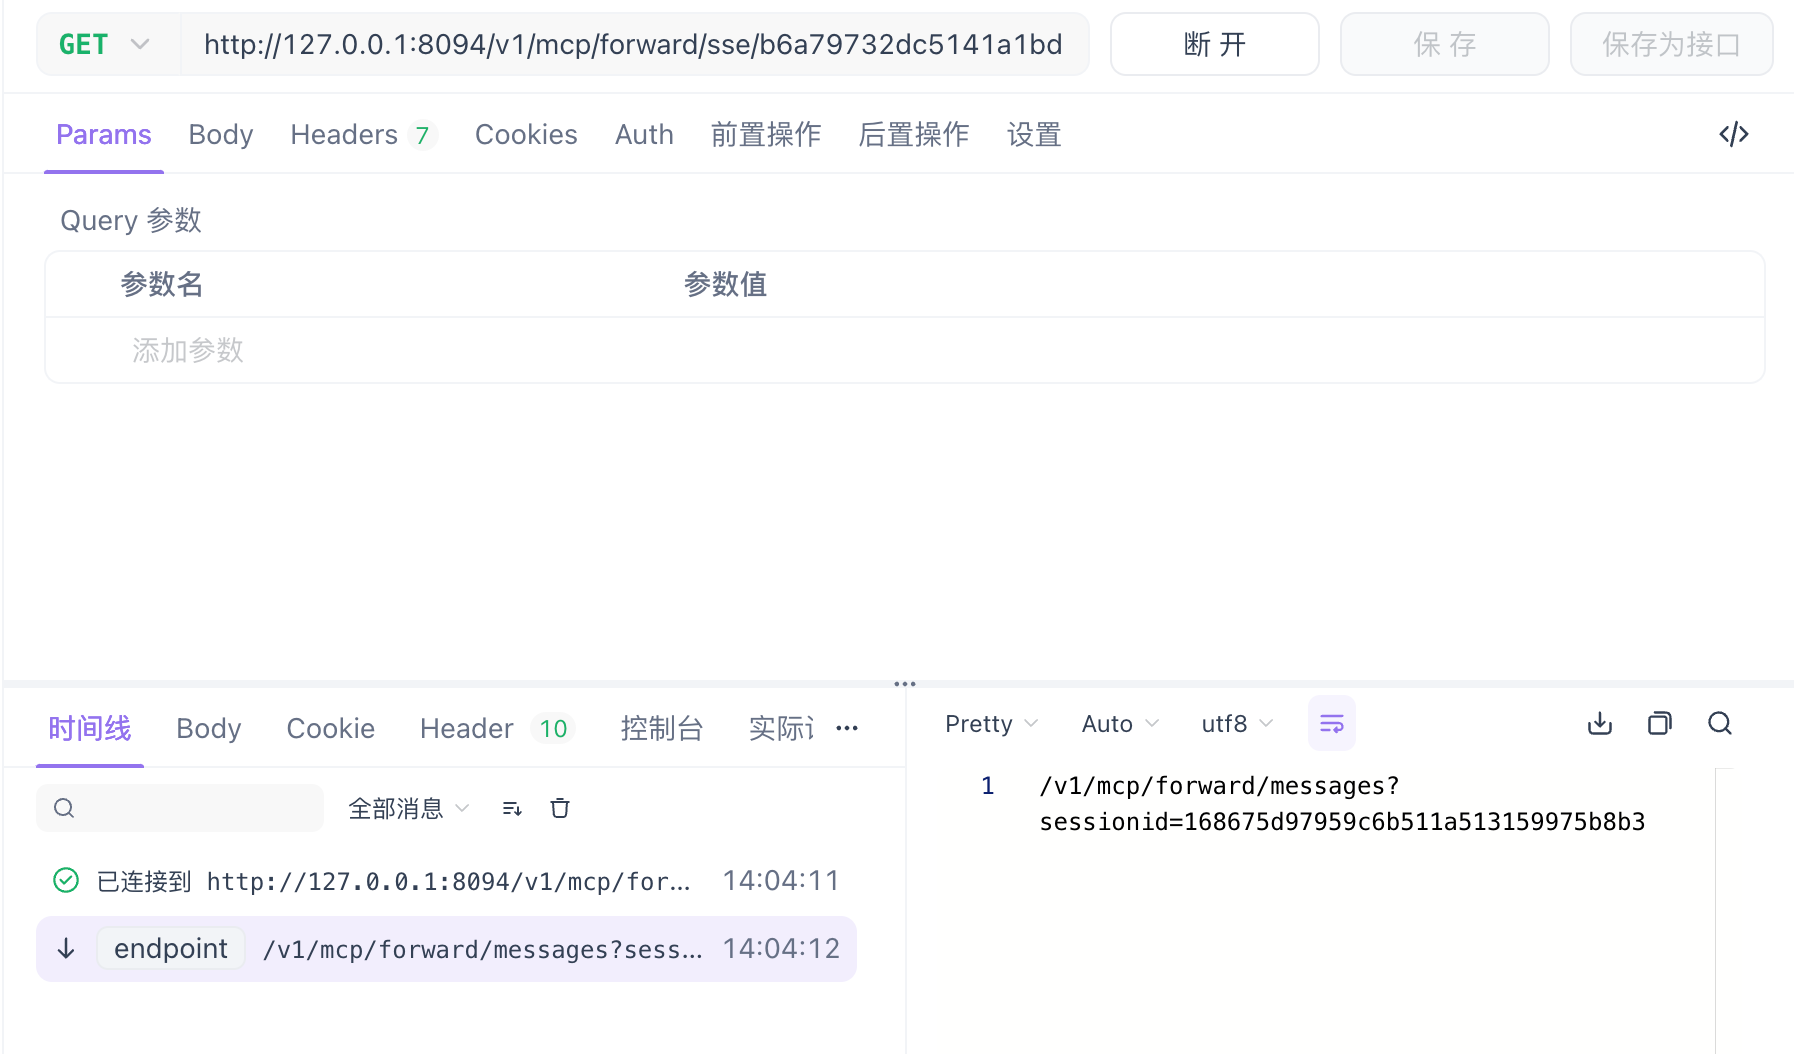 GET http://127.0.0.1:8094/v1/mcp/forward/sse/b6a79732dc5141a1bd 断 开 保 存 保存为接口
Params Body Headers 7 Cookies Auth 前置操作 后置操作 设置
Query 参数
参数名 参数值
添加参数
时间线 Body Cookie Header 10 控制台 实际
Pretty Auto utf8
全部消息
已连接到 http://127.0.0.1:8094/v1/mcp/for... 14:04:11
endpoint /v1/mcp/forward/messages?sess... 14:04:12
1 /v1/mcp/forward/messages?
sessionid=168675d97959c6b511a513159975b8b3